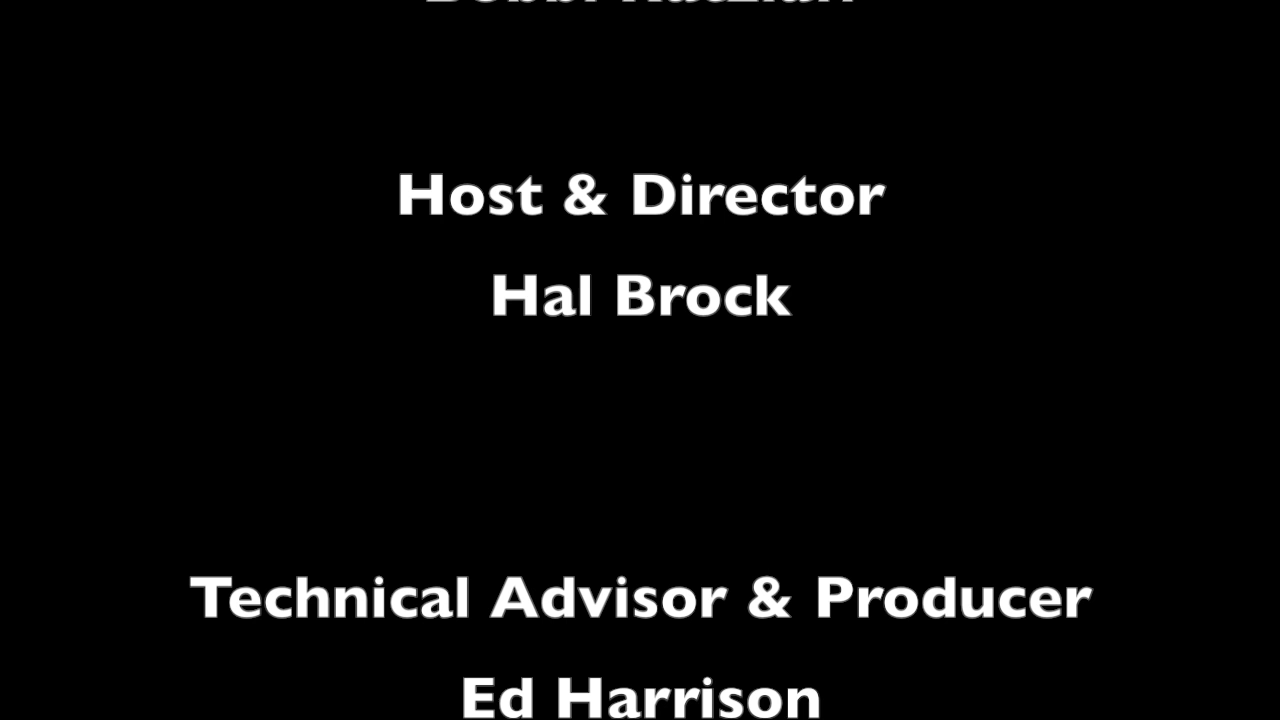 Host & Director
Hal Brock
Technical Advisor & Producer
Ed Harrison